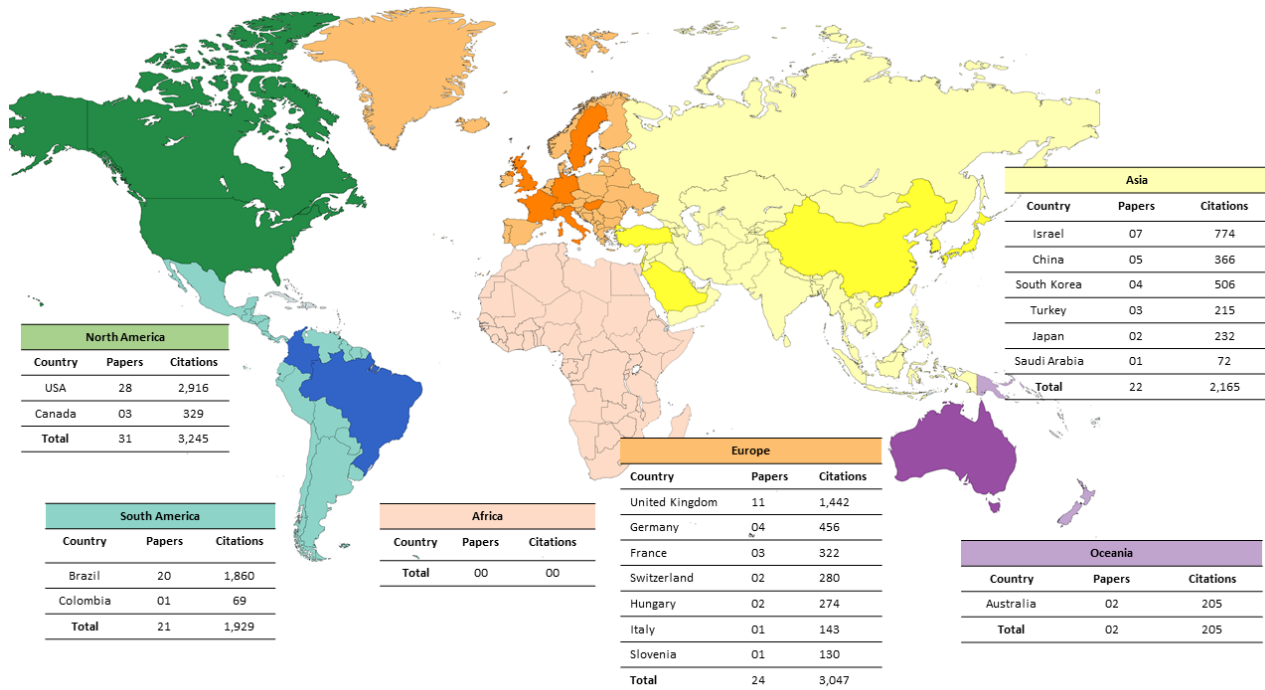 North America
Country Papers Citations
USA 28 2,916
Canada 03 329
Total 31 3,245
South America
Country Papers Citations
Brazil 20 1,860
Colombia 01 69
Total 21 1,929
Africa
Country Papers Citations
Total 00 00
Europe
Country Papers Citations
United Kingdom 11 1,442
Germany 04 456
France 03 322
Switzerland 02 280
Hungary 02 274
Italy 01 143
Slovenia 01 130
Total 24 3,047
Asia
Country Papers Citations
Israel 07 774
China 05 366
South Korea 04 506
Turkey 03 215
Japan 02 232
Saudi Arabia 01 72
Total 22 2,165
Oceania
Country Papers Citations
Australia 02 205
Total 02 205